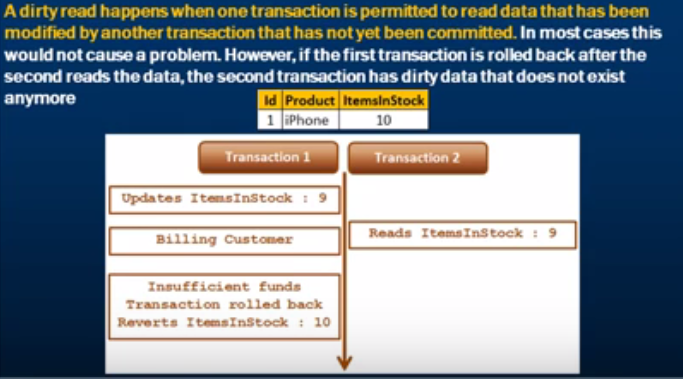 A dirty read happens when one transaction is permitted to read data that has been
modified by another transaction that has not yet been committed. In most cases this
would not cause a problem. However, if the first transaction is rolled back after the
second reads the data, the second transaction has dirty data that does not exist
anymore
Id Product ItemsInStock
1 iPhone 10
Transaction 1 Transaction 2
Updates ItemsInStock : 9
Reads ItemsInStock : 9
Billing Customer
Insufficient funds
Transaction rolled back
Reverts ItemsInStock : 10